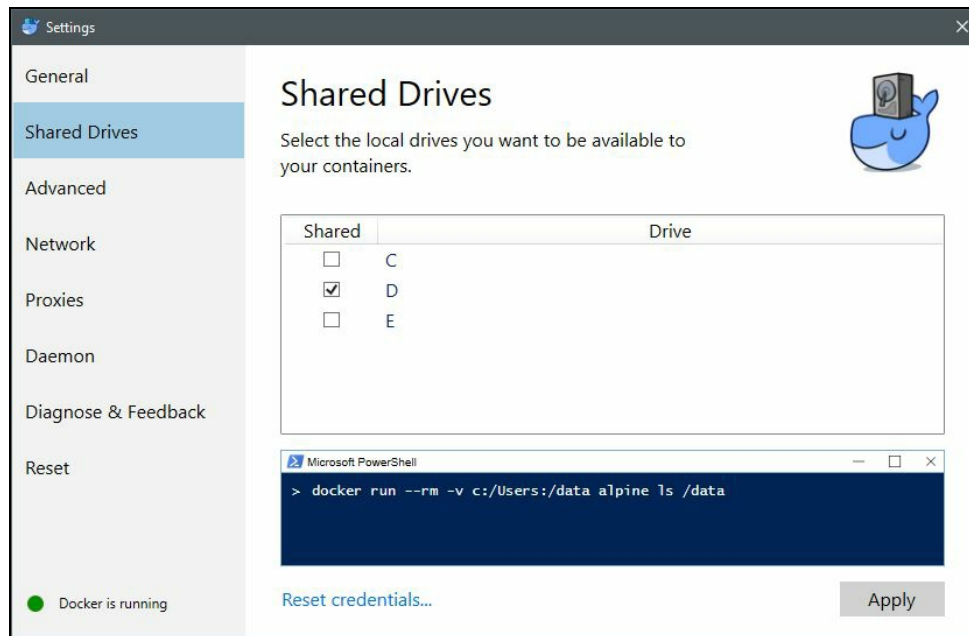 Settings
General
Shared Drives
Advanced
Network
Proxies
Daemon
Diagnose & Feedback
Reset
Docker is running
Shared Drives
Select the local drives you want to be available to
your containers.
Shared Drive
C
D
E
Microsoft PowerShell
> docker run --rm -v c:/Users:/data alpine ls /data
Reset credentials...
Apply